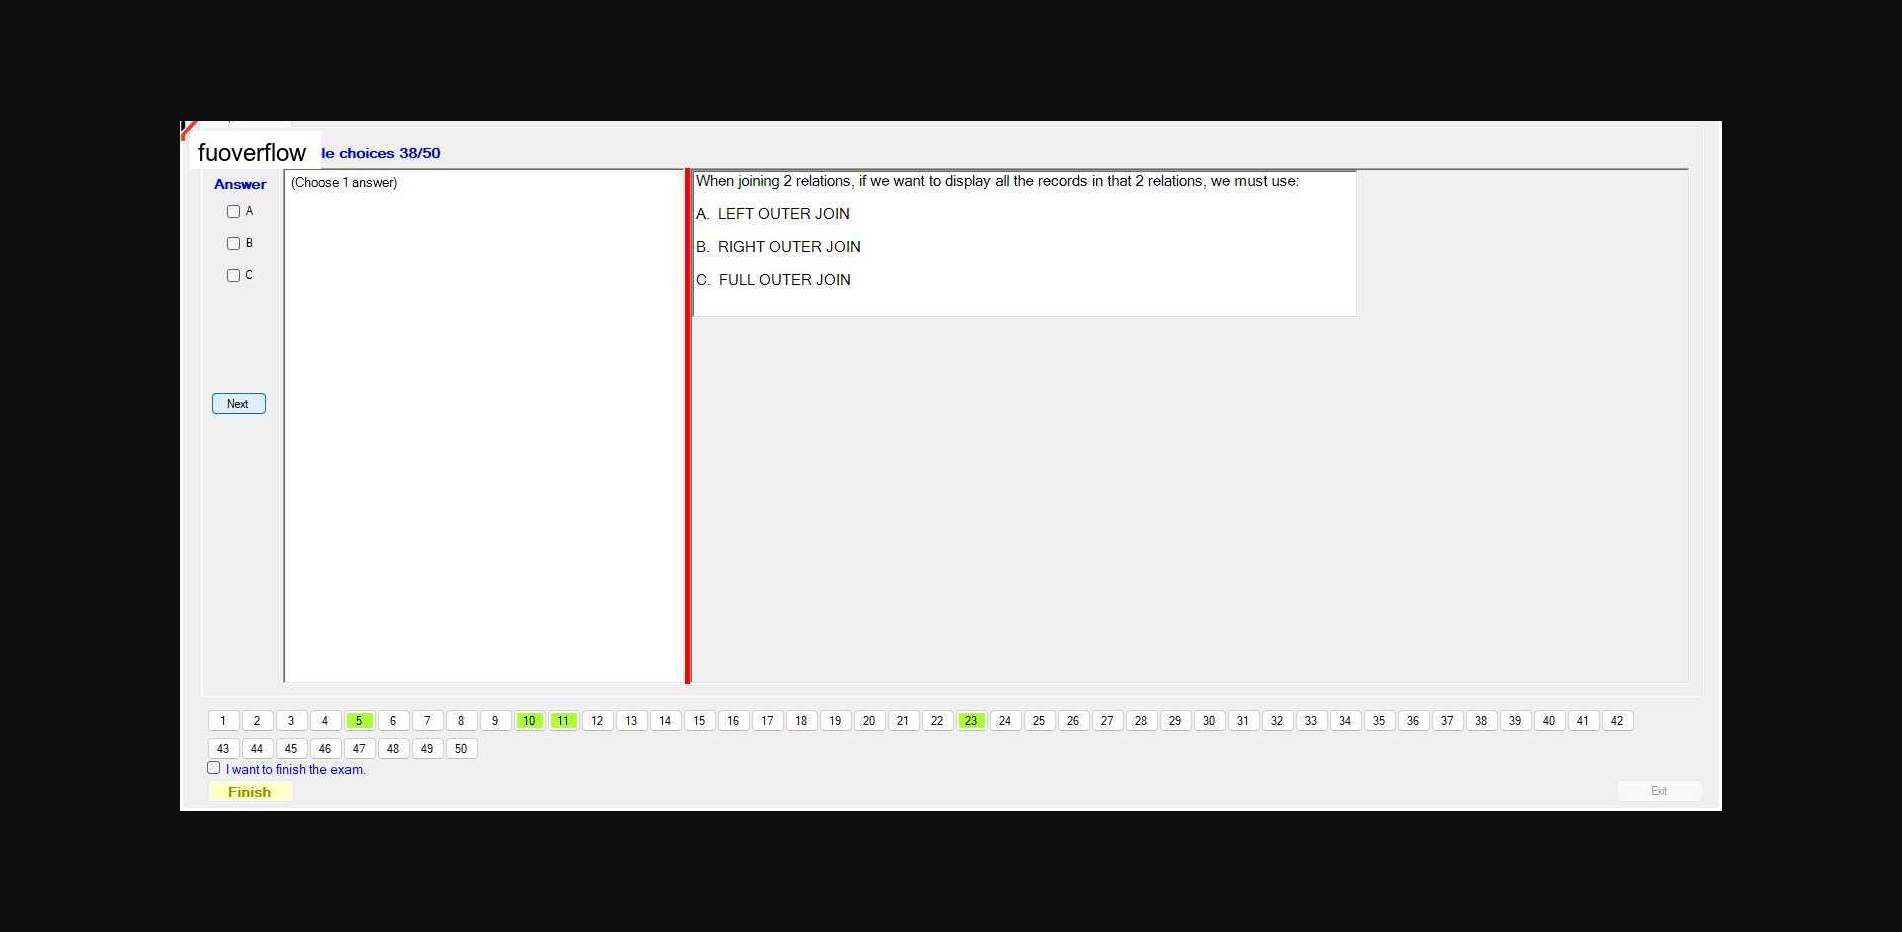 fuoverflow
le choices 38/50
Answer
A
B
C
Next
(Choose 1 answer)
When joining 2 relations, if we want to display all the records in that 2 relations, we must use:
A. LEFT OUTER JOIN
B. RIGHT OUTER JOIN
C. FULL OUTER JOIN
1 2 3 4 5 6 7 8 9 10 11 12 13 14 15 16 17 18 19 20 21 22 23 24 25 26 27 28 29 30 31 32 33 34 35 36 37 38 39 40 41 42
43 44 45 46 47 48 49 50
I want to finish the exam.
Finish
Exit